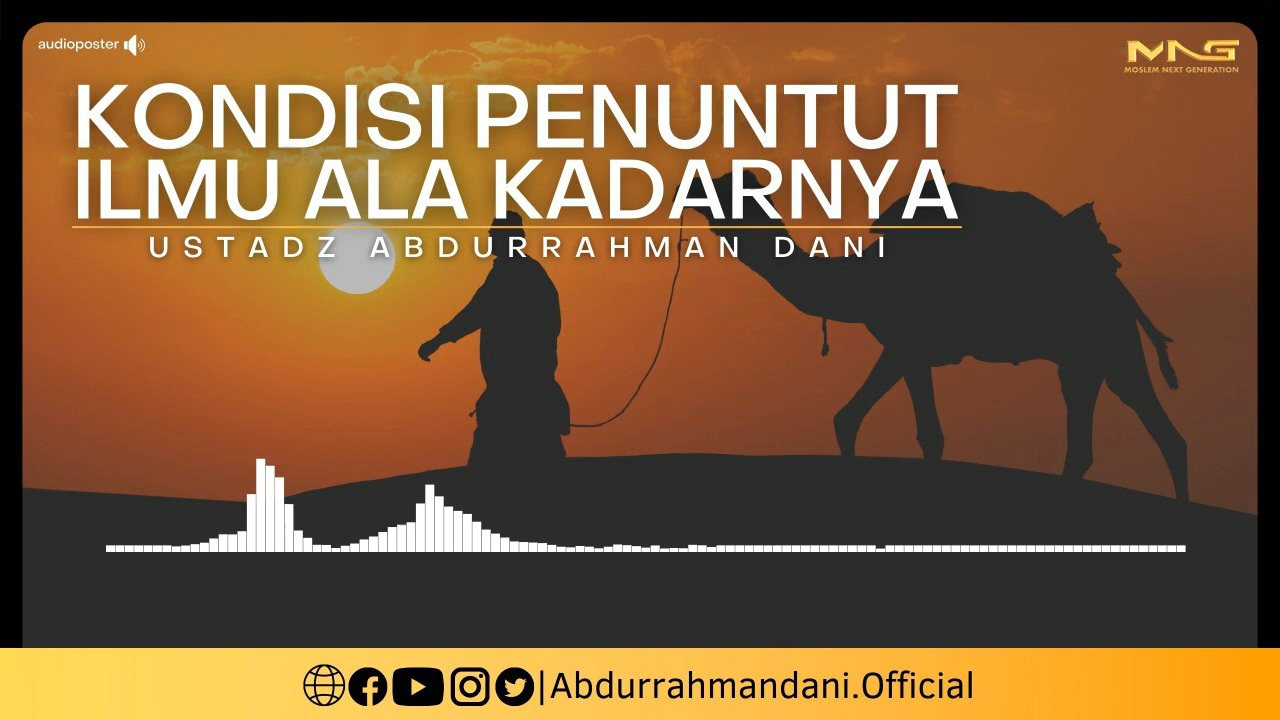 audioposter
MNG
MOSLEM NEXT GENERATION
KONDISI PENUNTUT
ILMU ALA KADARNYA
USTADZ ABDURRAHMAN DANI
|Abdurrahmandani.Official